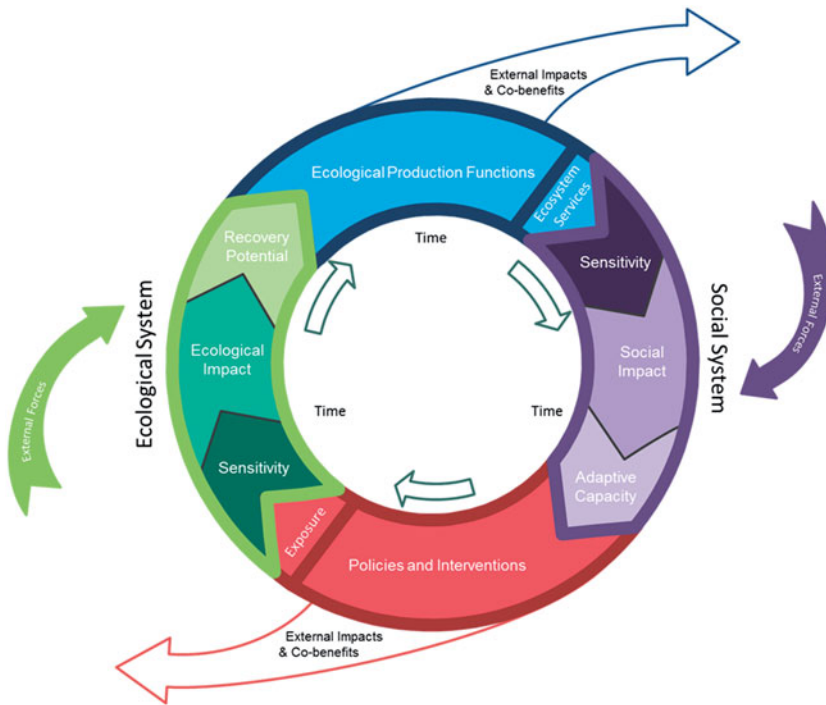 External Impacts
& Co-benefits
Ecological Production Functions
Ecosystem
Services
Recovery
Potential
Time
Sensitivity
Ecological System
Ecological
Impact
Social
Impact
Social System
External Forces
External Forces
Time
Time
Sensitivity
Adaptive
Capacity
Exposure
Policies and Interventions
External Impacts
& Co-benefits